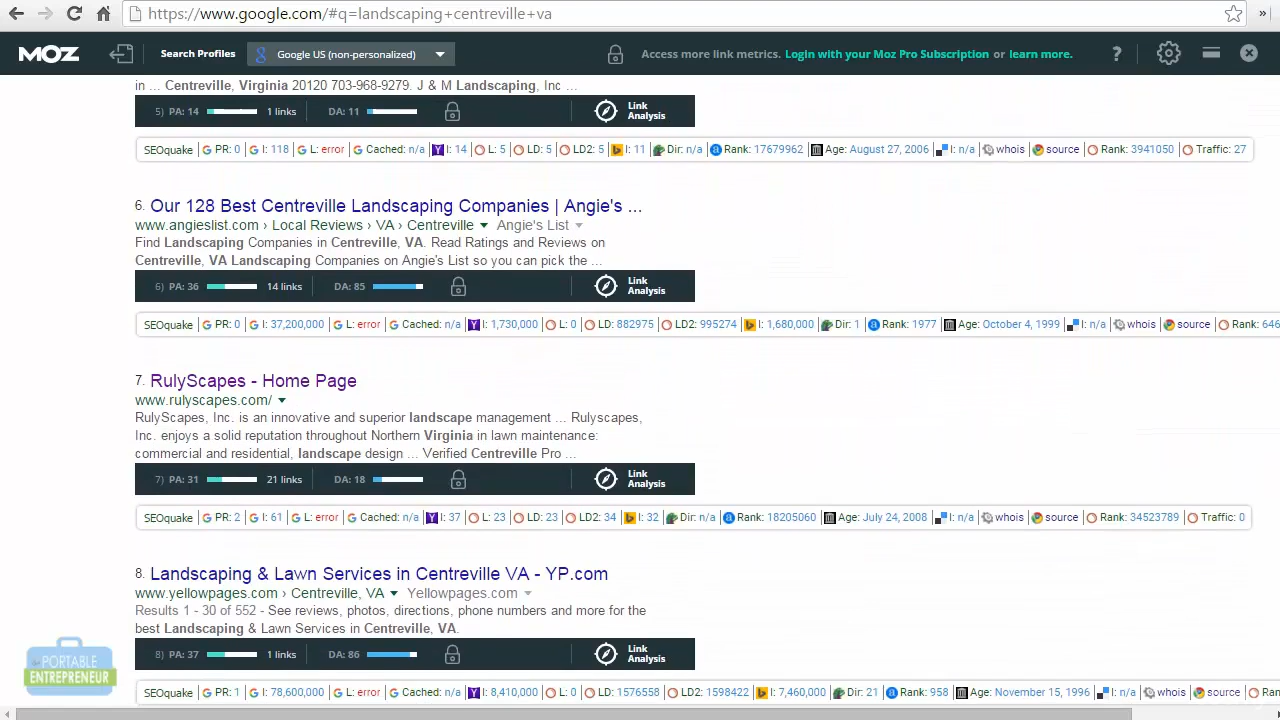 https://www.google.com/#q=landscaping+centreville+va
MOZ Search Profiles Google US (non-personalized) Access more link metrics. Login with your Moz Pro Subscription or learn more. ?
in ... Centreville, Virginia 20120 703-968-9279. J & M Landscaping, Inc ...
5) PA: 14 1 links DA: 11 Link Analysis
SEOquake PR: 0 I: 118 L: error Cached: n/a I: 14 L: 5 LD: 5 LD2: 5 I: 11 Dir: n/a Rank: 17679962 Age: August 27, 2006 I: n/a whois source Rank: 3941050 Traffic: 27
6. Our 128 Best Centreville Landscaping Companies | Angie's ...
www.angieslist.com › Local Reviews › VA › Centreville Angie's List
Find Landscaping Companies in Centreville, VA. Read Ratings and Reviews on
Centreville, VA Landscaping Companies on Angie's List so you can pick the ...
6) PA: 36 14 links DA: 85 Link Analysis
SEOquake PR: 0 I: 37,200,000 L: error Cached: n/a I: 1,730,000 L: 0 LD: 882975 LD2: 995274 I: 1,680,000 Dir: 1 Rank: 1977 Age: October 4, 1999 I: n/a whois source Rank: 646
7. RulyScapes - Home Page
www.rulyscapes.com/
RulyScapes, Inc. is an innovative and superior landscape management ... Rulyscapes,
Inc. enjoys a solid reputation throughout Northern Virginia in lawn maintenance:
commercial and residential, landscape design ... Verified Centreville Pro ...
7) PA: 31 21 links DA: 18 Link Analysis
SEOquake PR: 2 I: 61 L: error Cached: n/a I: 37 L: 23 LD: 23 LD2: 34 I: 32 Dir: n/a Rank: 18205060 Age: July 24, 2008 I: n/a whois source Rank: 34523789 Traffic: 0
8. Landscaping & Lawn Services in Centreville VA - YP.com
www.yellowpages.com › Centreville, VA Yellowpages.com
Results 1 - 30 of 552 - See reviews, photos, directions, phone numbers and more for the
best Landscaping & Lawn Services in Centreville, VA.
8) PA: 37 1 links DA: 86 Link Analysis
PORTABLE
ENTREPRENEUR
SEOquake PR: 1 I: 78,600,000 L: error Cached: n/a I: 8,410,000 L: 0 LD: 1576558 LD2: 1598422 I: 7,460,000 Dir: 21 Rank: 958 Age: November 15, 1996 I: n/a whois source Ran